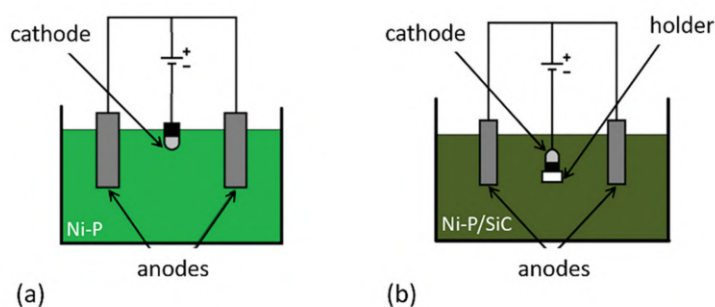 cathode
+
−
Ni-P
anodes
(a)
cathode
holder
+
−
Ni-P/SiC
anodes
(b)